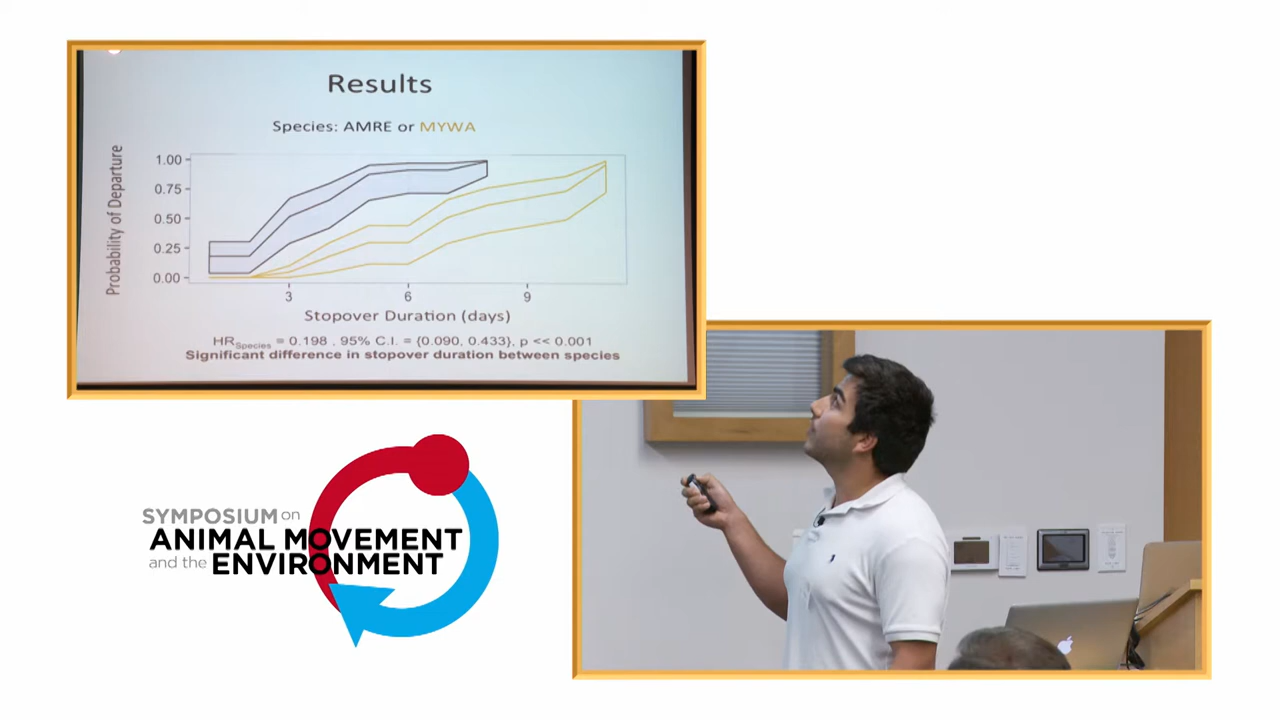 Results
Species: AMRE or MYWA
Probability of Departure
1.00
0.75
0.50
0.25
0.00
3 6 9
Stopover Duration (days)
HRSpecies = 0.198 , 95% C.I. = {0.090, 0.433}, p << 0.001
Significant difference in stopover duration between species
SYMPOSIUM on
ANIMAL MOVEMENT
and the ENVIRONMENT